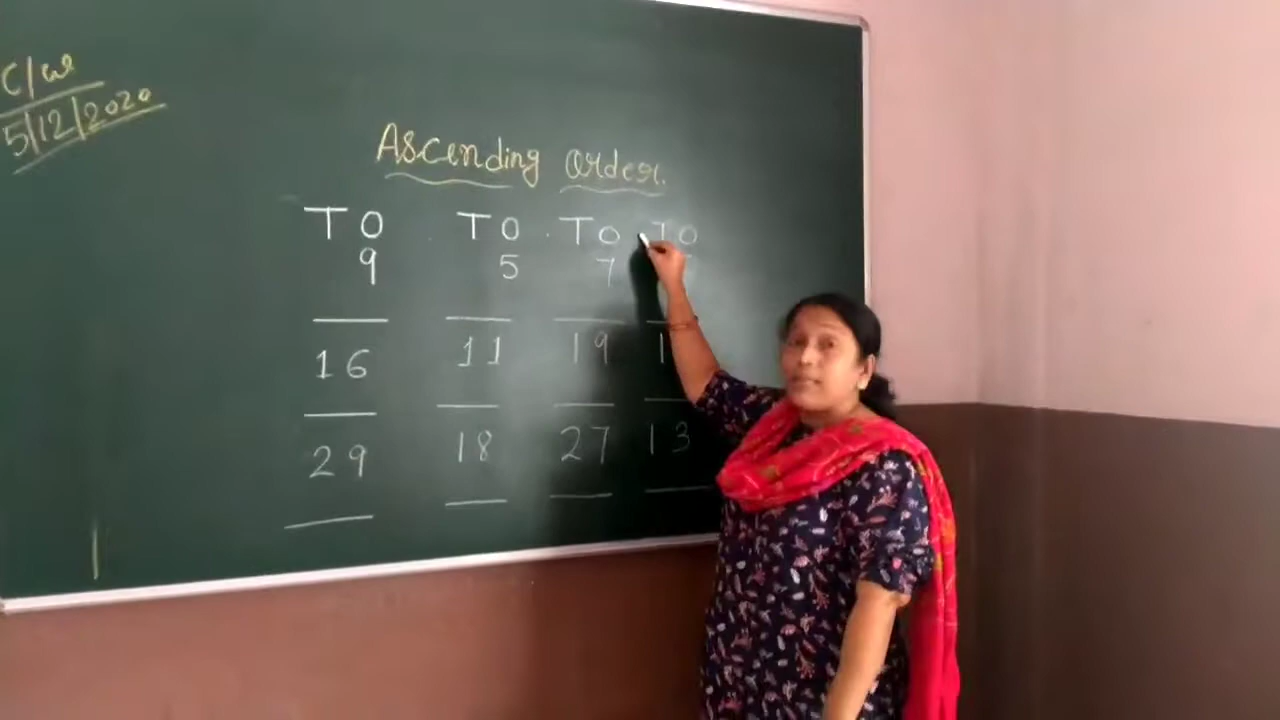 C/W
5/12/2020
Ascending order.
T O T O T O T O
9 5 7
16 11 19
29 18 27 13